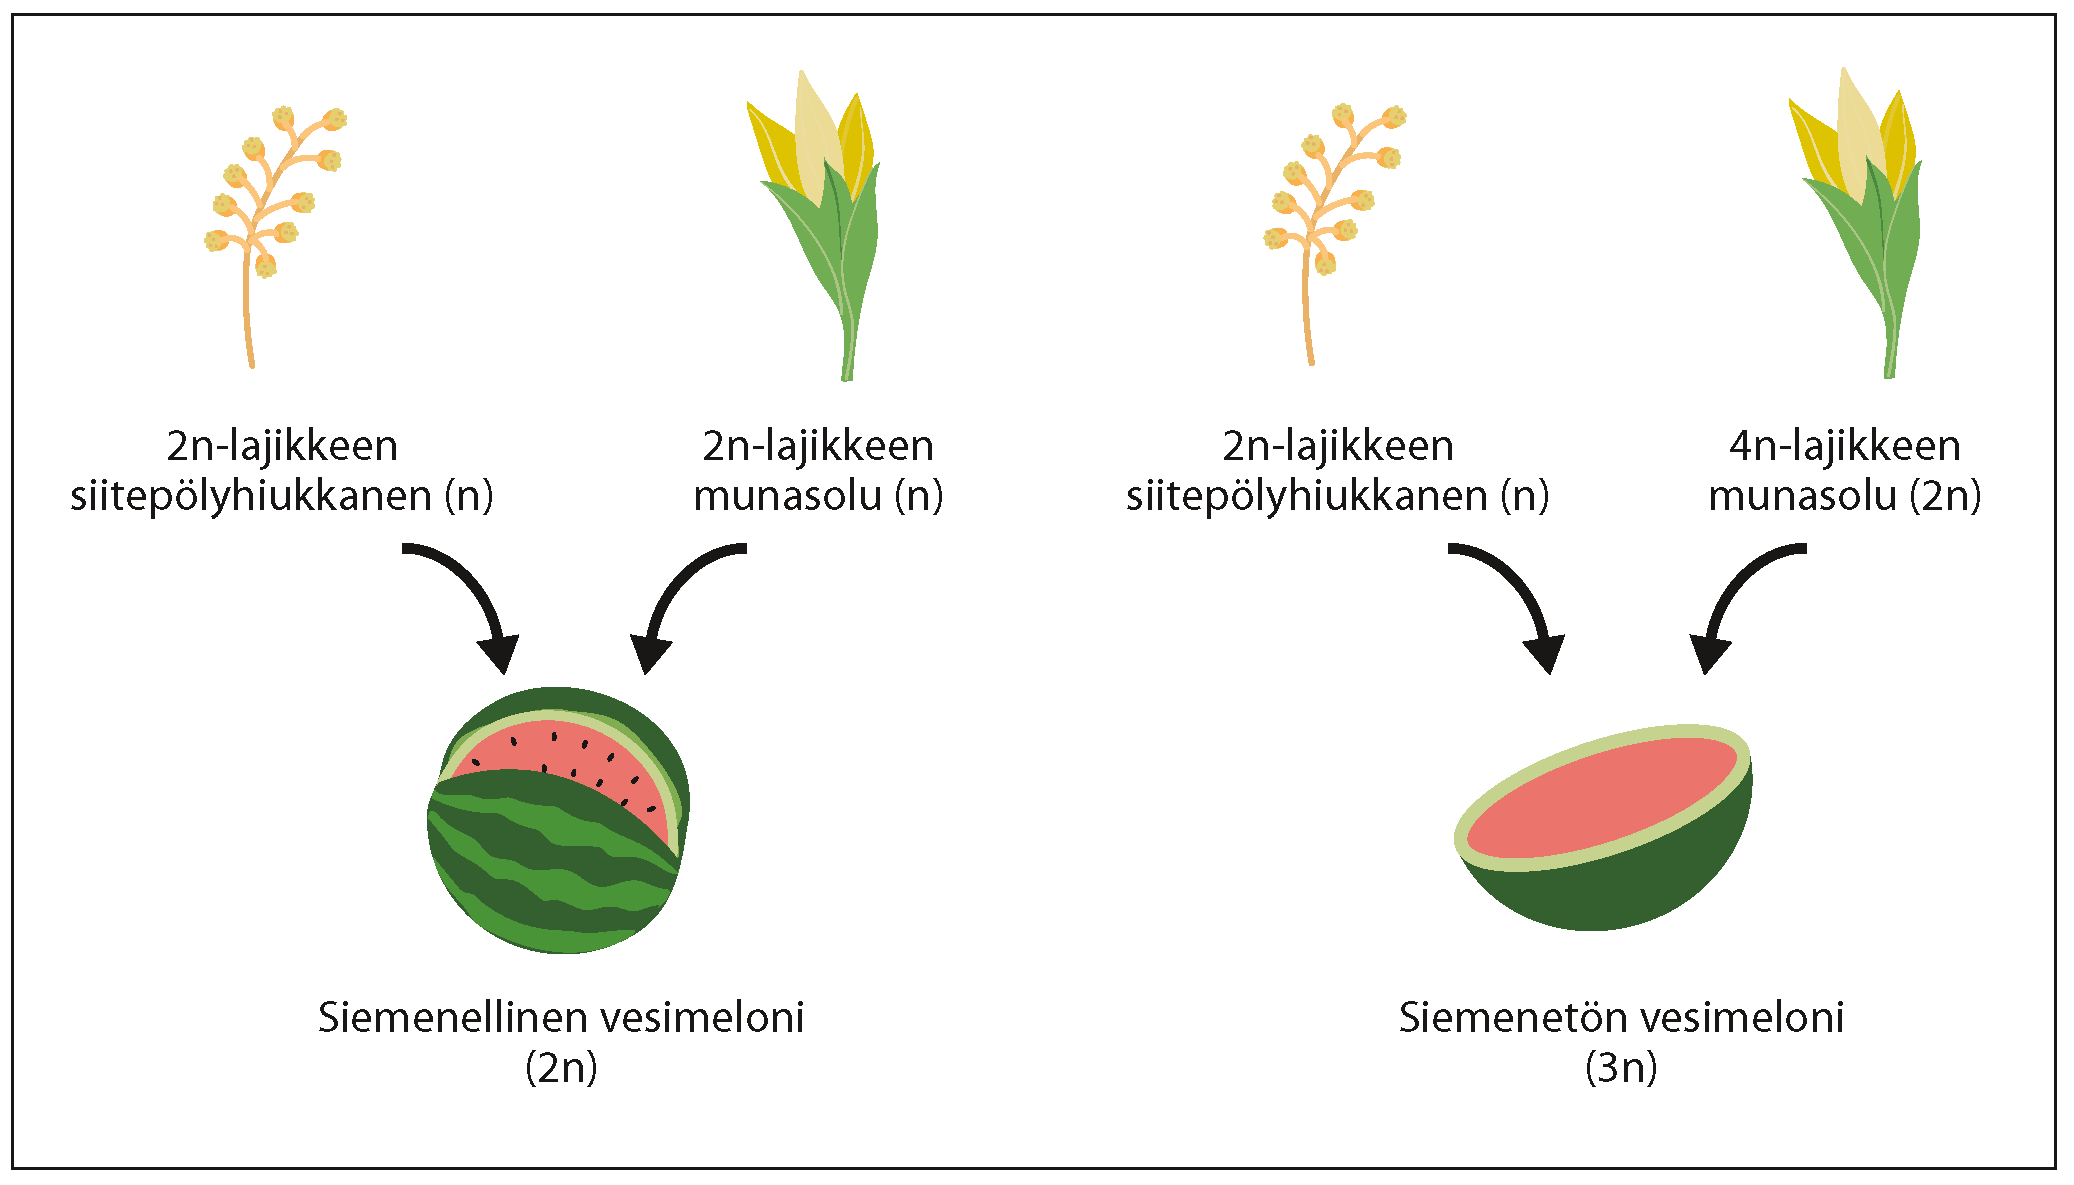 2n-lajikkeen
siitepölyhiukkanen (n)
2n-lajikkeen
munasolu (n)
2n-lajikkeen
siitepölyhiukkanen (n)
4n-lajikkeen
munasolu (2n)
Siemenellinen vesimeloni
(2n)
Siemenetön vesimeloni
(3n)